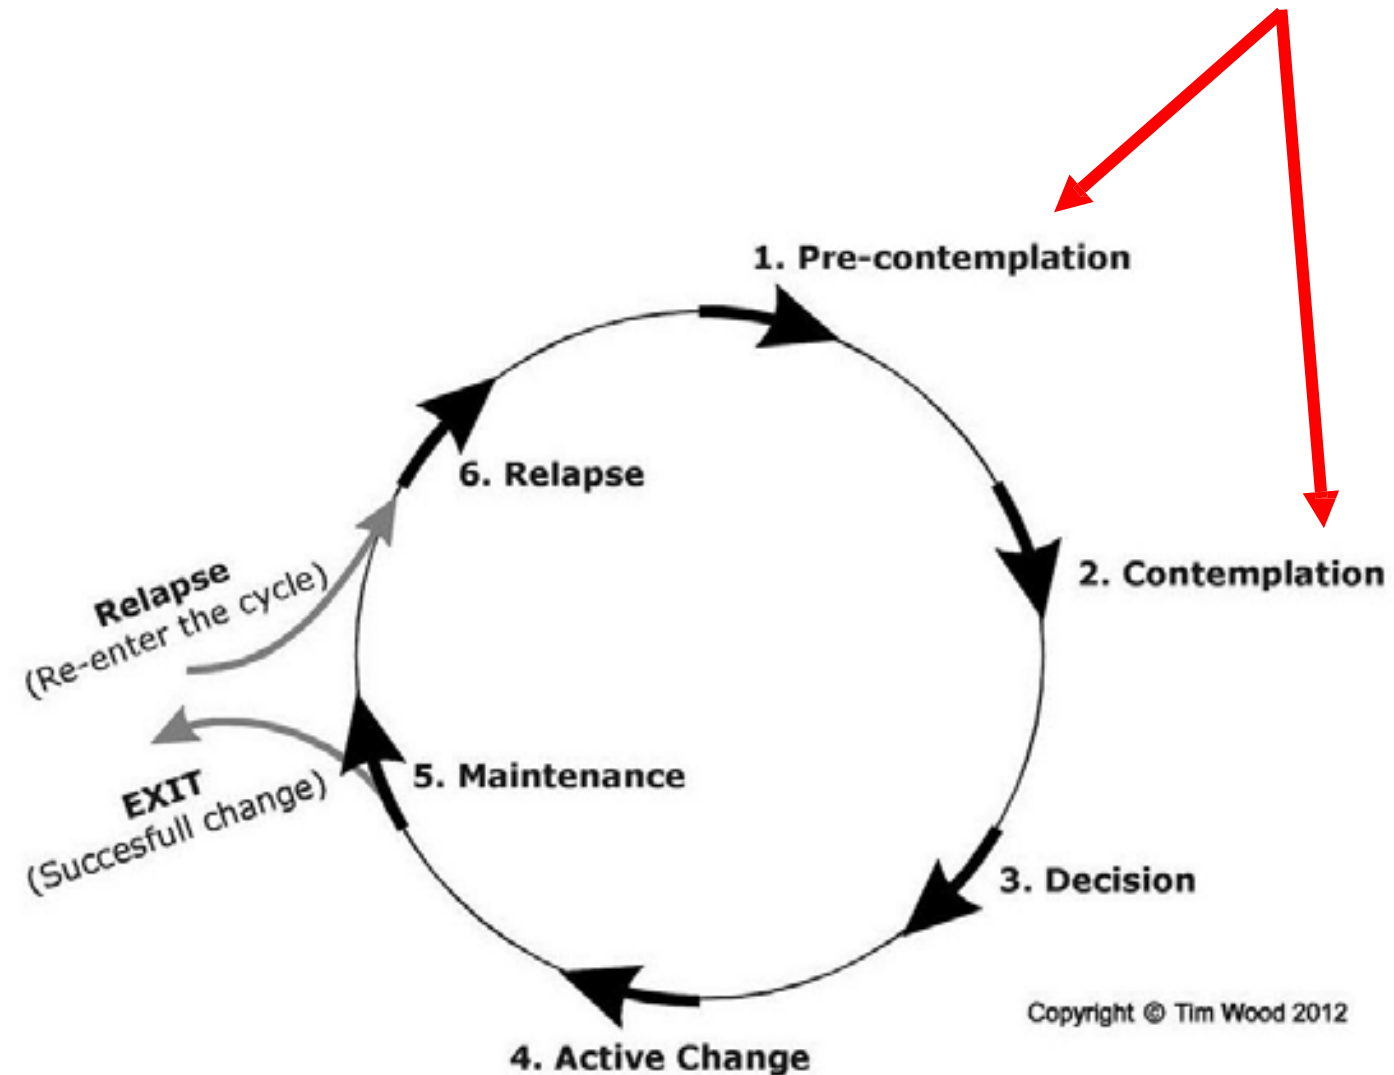 1. Pre-contemplation
6. Relapse
2. Contemplation
Relapse
(Re-enter the cycle)
EXIT
(Succesfull change)
5. Maintenance
3. Decision
4. Active Change
Copyright © Tim Wood 2012